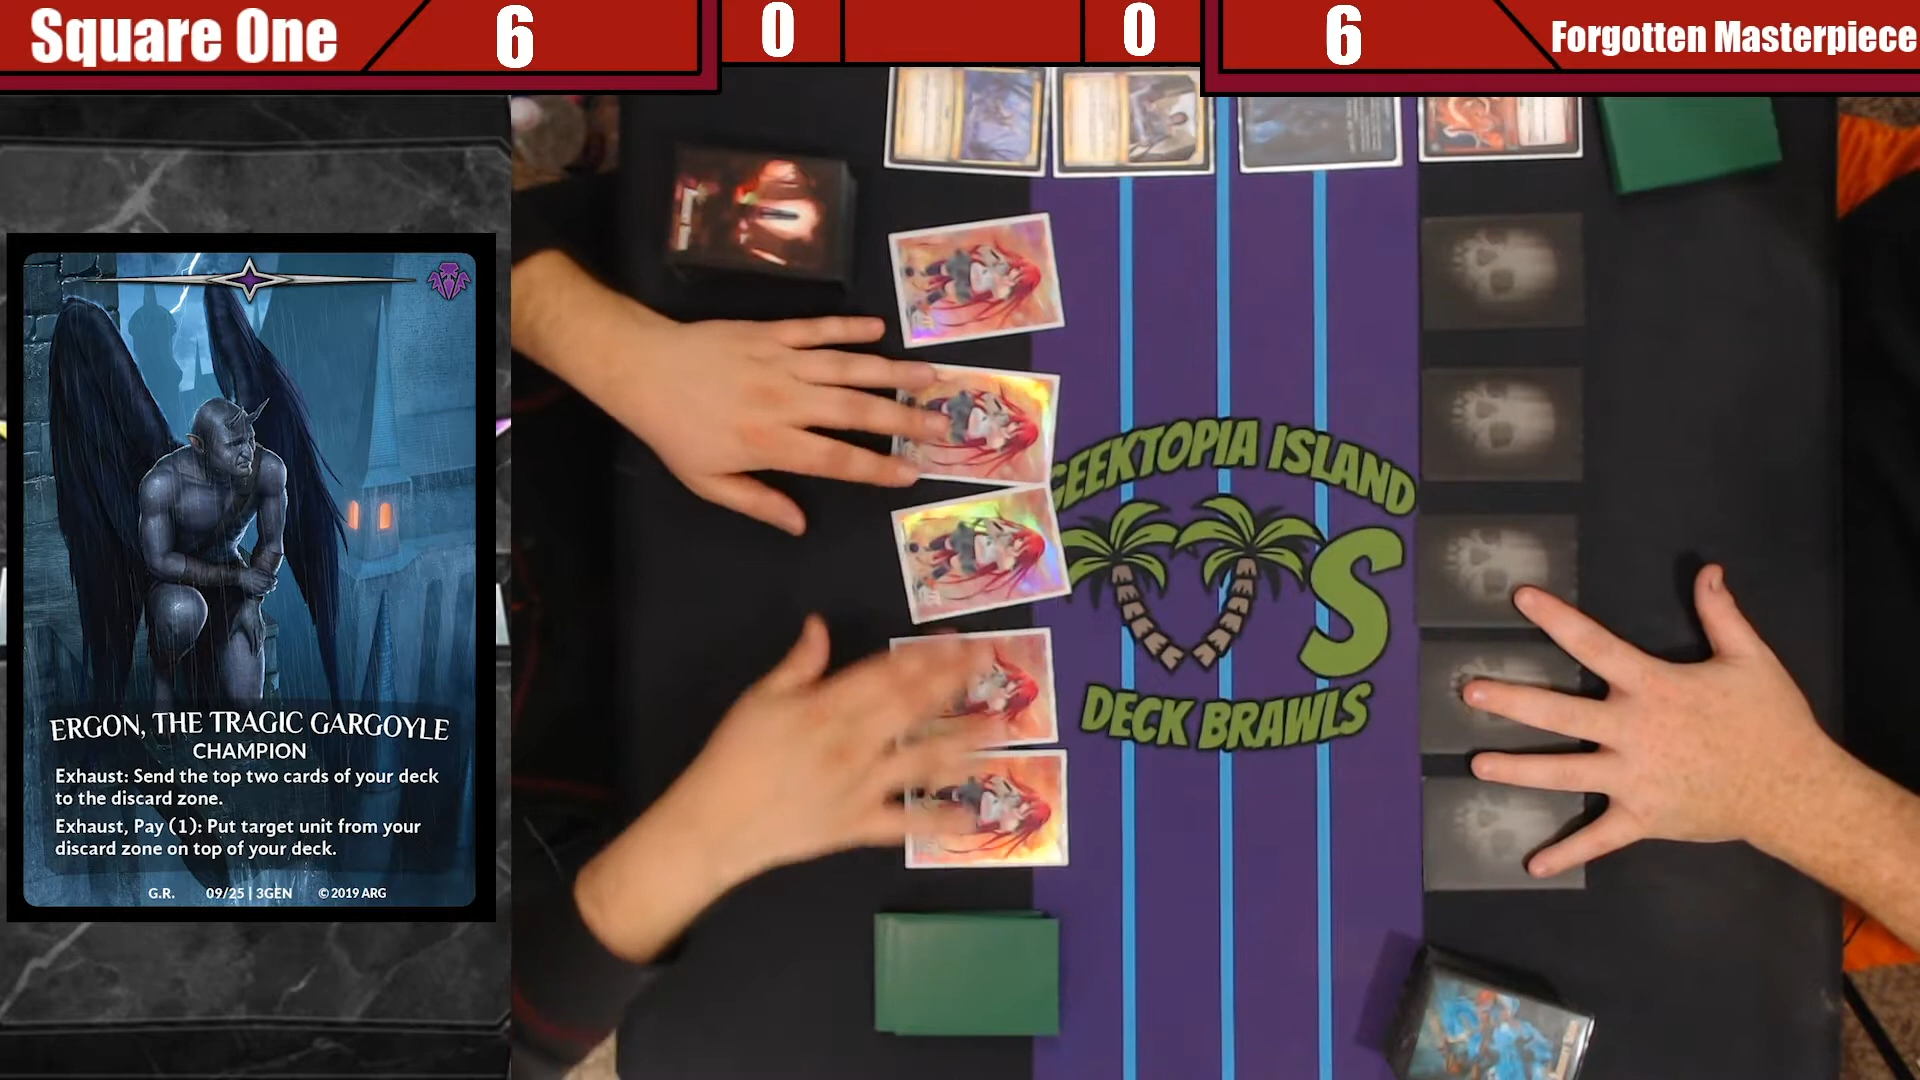 Square One
6
0
0
6
Forgotten Masterpiece
ERGON, THE TRAGIC GARGOYLE
CHAMPION
Exhaust: Send the top two cards of your deck
to the discard zone.
Exhaust, Pay (1): Put target unit from your
discard zone on top of your deck.
G.R. 09/25 | 3GEN © 2019 ARG
GEEKTOPIA ISLAND
VS
DECK BRAWLS